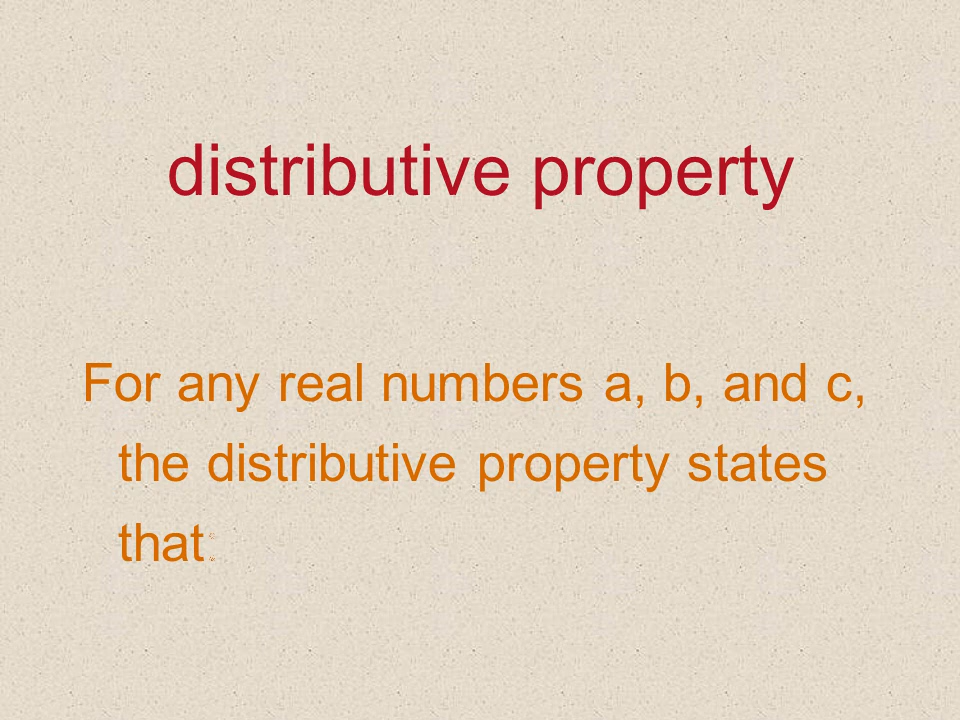 distributive property
For any real numbers a, b, and c,
the distributive property states
that: